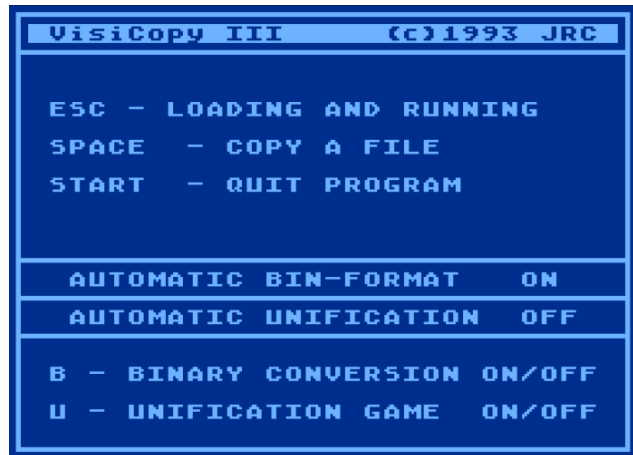 VisiCopy III (c)1993 JRC
ESC - LOADING AND RUNNING
SPACE - COPY A FILE
START - QUIT PROGRAM
AUTOMATIC BIN-FORMAT ON
AUTOMATIC UNIFICATION OFF
B - BINARY CONVERSION ON/OFF
U - UNIFICATION GAME ON/OFF